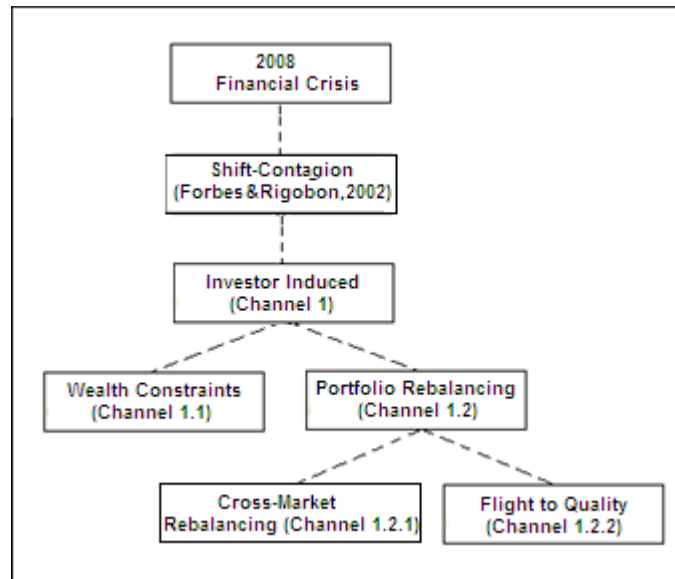 2008
Financial Crisis
Shift-Contagion
(Forbes&Rigobon,2002)
Investor Induced
(Channel 1)
Wealth Constraints
(Channel 1.1)
Portfolio Rebalancing
(Channel 1.2)
Cross-Market
Rebalancing (Channel 1.2.1)
Flight to Quality
(Channel 1.2.2)